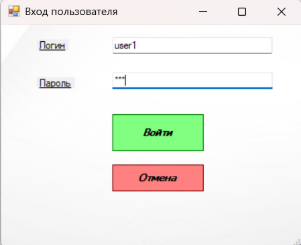 Вход пользователя
Логин user1
Пароль ***
Войти
Отмена